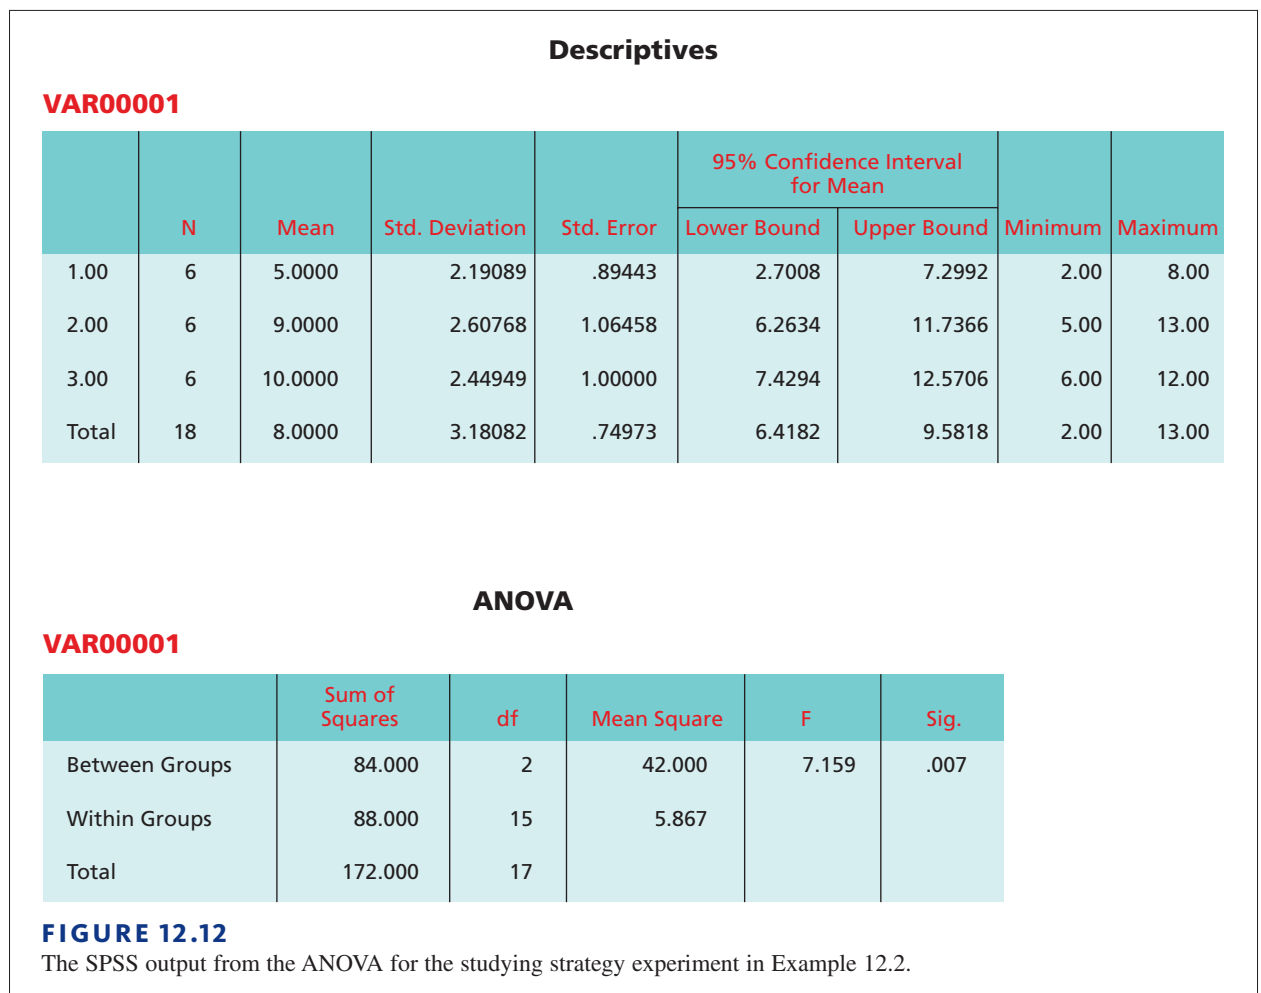 Descriptives
VAR00001
95% Confidence Interval
for Mean
N Mean Std. Deviation Std. Error Lower Bound Upper Bound Minimum Maximum
1.00 6 5.0000 2.19089 .89443 2.7008 7.2992 2.00 8.00
2.00 6 9.0000 2.60768 1.06458 6.2634 11.7366 5.00 13.00
3.00 6 10.0000 2.44949 1.00000 7.4294 12.5706 6.00 12.00
Total 18 8.0000 3.18082 .74973 6.4182 9.5818 2.00 13.00
ANOVA
VAR00001
Sum of
Squares df Mean Square F Sig.
Between Groups 84.000 2 42.000 7.159 .007
Within Groups 88.000 15 5.867
Total 172.000 17
FIGURE 12.12
The SPSS output from the ANOVA for the studying strategy experiment in Example 12.2.